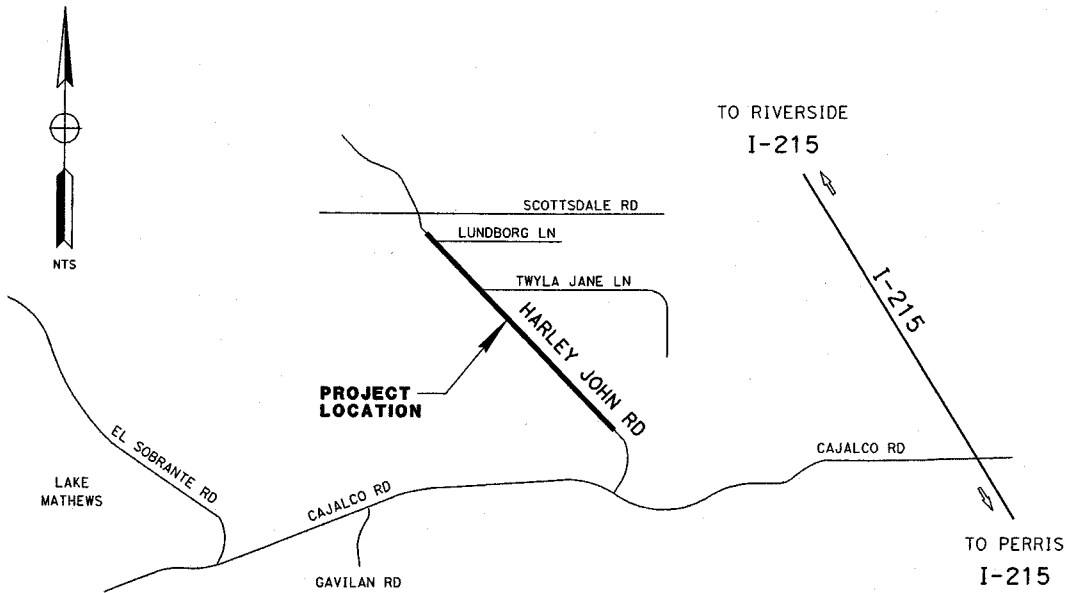 TO RIVERSIDE
I-215
SCOTTSDALE RD
LUNDBORG LN
NTS
TWYLA JANE LN
I-215
HARLEY JOHN RD
PROJECT
LOCATION
EL SOBRANTE RD
CAJALCO RD
LAKE
MATHEWS
CAJALCO RD
TO PERRIS
I-215
GAVILAN RD